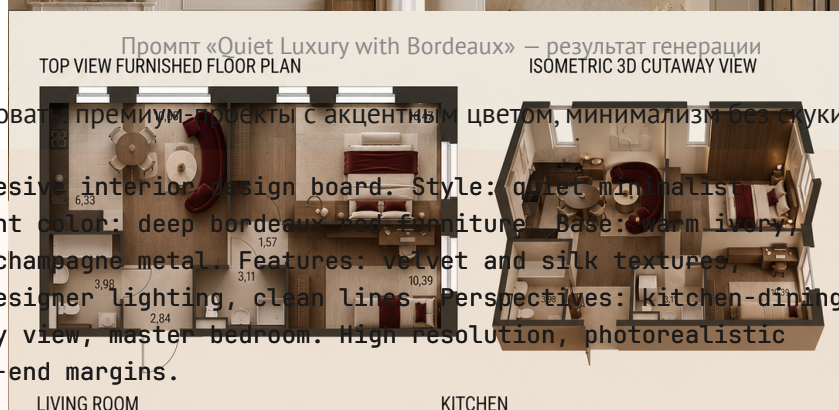 Промпт «Quiet Luxury with Bordeaux» — результат генерации
TOP VIEW FURNISHED FLOOR PLAN
ISOMETRIC 3D CUTAWAY VIEW
премиум-проекты с акцентным цветом, минимализм без скуки
interior design board. Style: quiet minimalist
color: deep bordeaux red furniture. Base: warm ivory,
champagne metal. Features: velvet and silk textures,
designer lighting, clean lines. Perspectives: kitchen-dining
view, master bedroom. High resolution, photorealistic
-end margins.
6,33
1,57
3,11
3,98
10,39
2,84
LIVING ROOM
KITCHEN